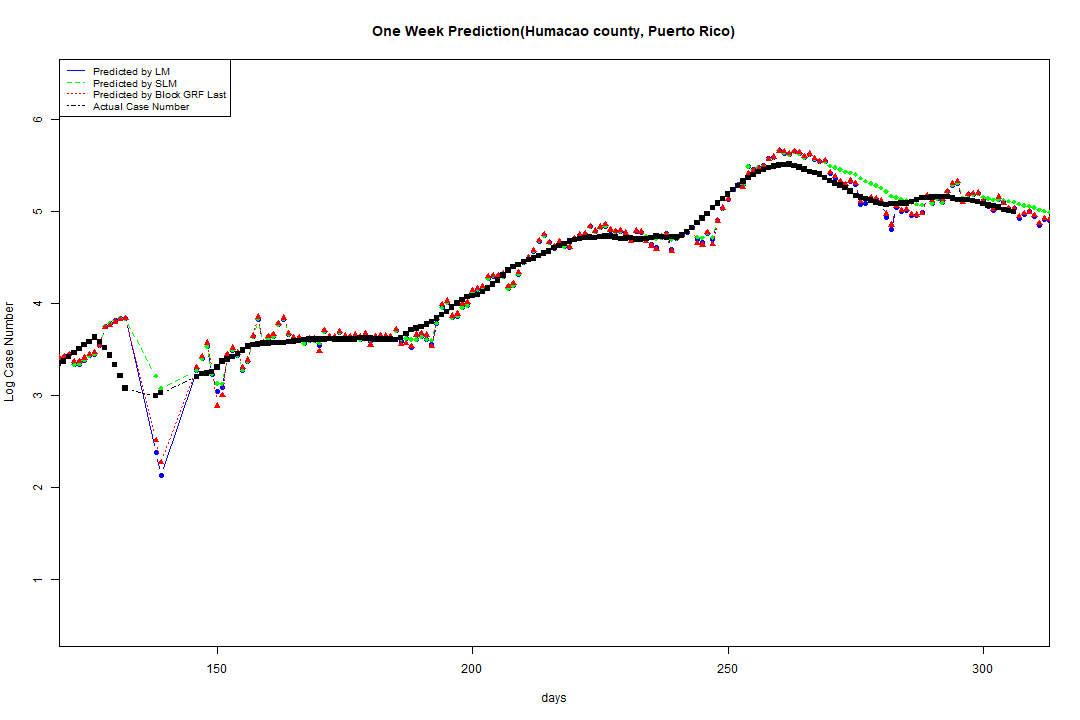 One Week Prediction(Humacao county, Puerto Rico)
Predicted by LM
Predicted by SLM
Predicted by Block GRF Last
Actual Case Number
6
5
4
3
2
1
Log Case Number
150 200 250 300
days